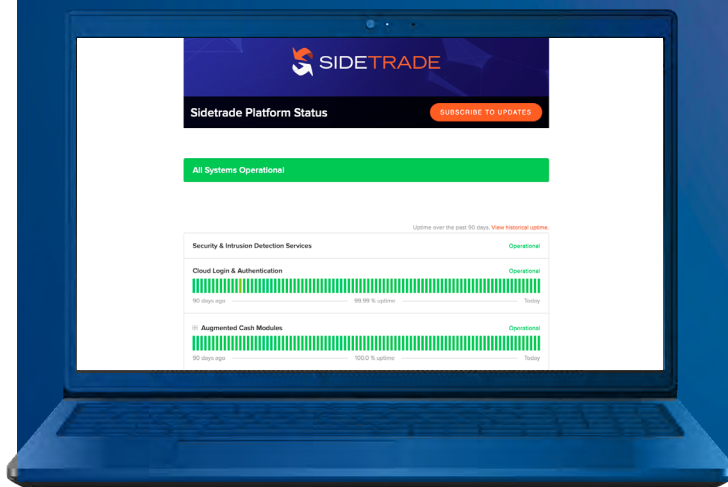 SIDETRADE
Sidetrade Platform Status
SUBSCRIBE TO UPDATES
All Systems Operational
Uptime over the past 90 days. View historical uptime.
Security & Intrusion Detection Services
Operational
Cloud Login & Authentication
Operational
90 days ago
99.99 % uptime
Today
Augmented Cash Modules
Operational
90 days ago
100.0 % uptime
Today